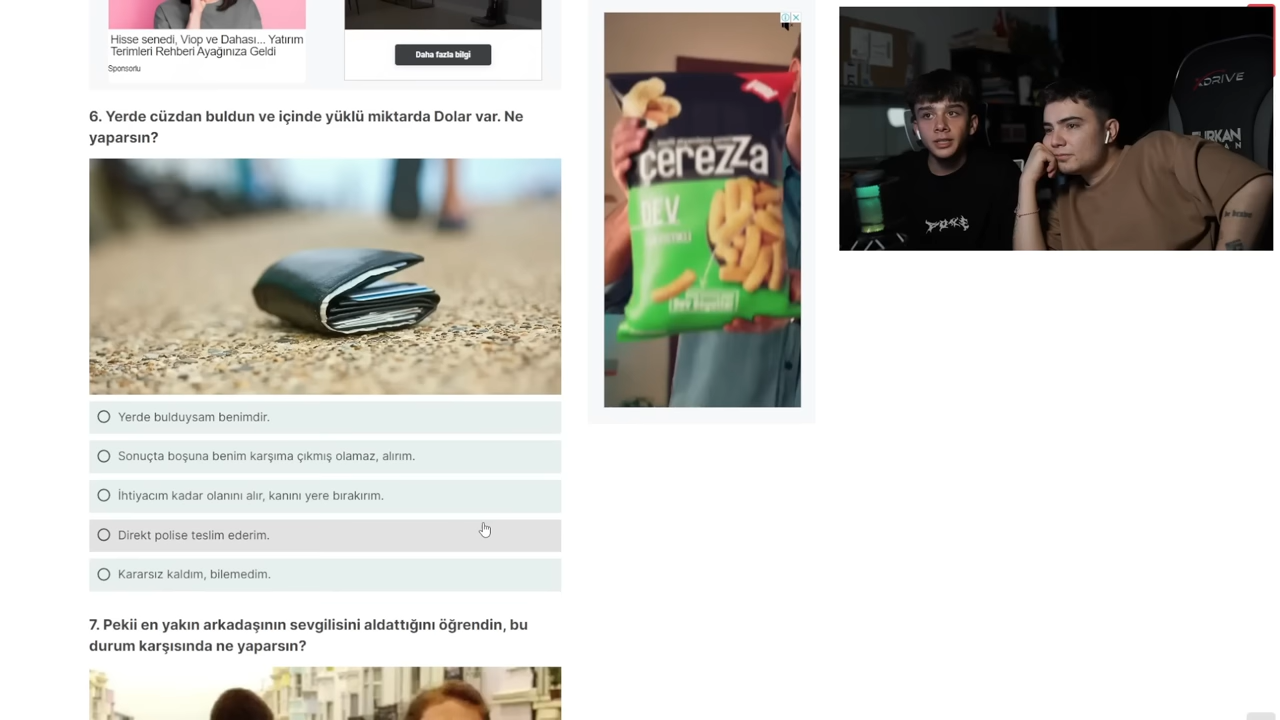 Hisse senedi, Viop ve Dahası... Yatırım
Terimleri Rehberi Ayağınıza Geldi
Sponsorlu
Daha fazla bilgi
6. Yerde cüzdan buldun ve içinde yüklü miktarda Dolar var. Ne
yaparsın?
Yerde bulduysam benimdir.
Sonuçta boşuna benim karşıma çıkmış olamaz, alırım.
İhtiyacım kadar olanını alır, kanını yere bırakırım.
Direkt polise teslim ederim.
Kararsız kaldım, bilemedim.
7. Pekii en yakın arkadaşının sevgilisini aldattığını öğrendin, bu
durum karşısında ne yaparsın?
çerezza
DEV
XDRIVE